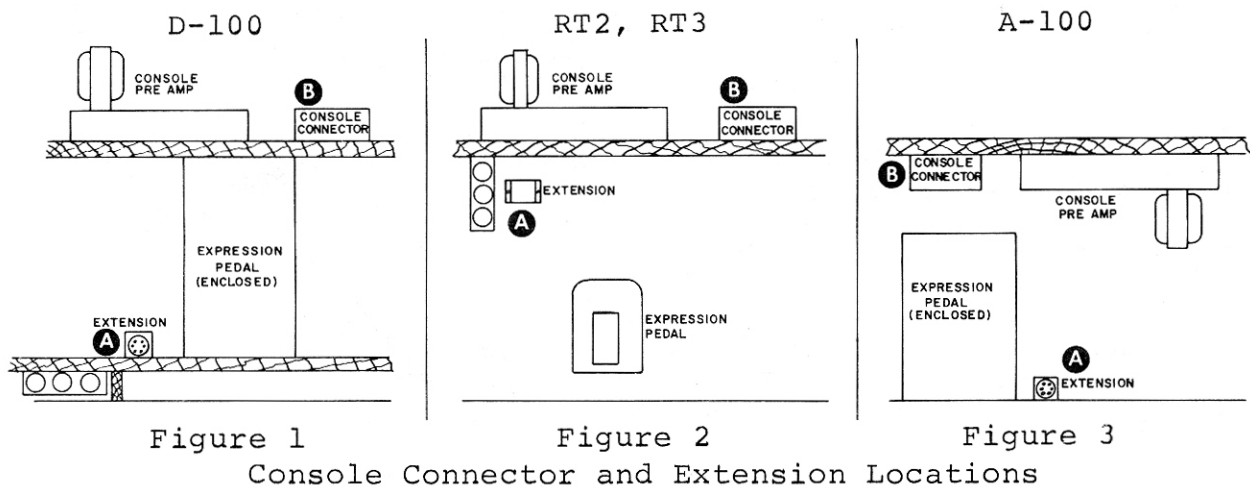 D-100
CONSOLE
PRE AMP
B
CONSOLE
CONNECTOR
EXPRESSION
PEDAL
(ENCLOSED)
EXTENSION
A
Figure 1
RT2, RT3
CONSOLE
PRE AMP
B
CONSOLE
CONNECTOR
EXTENSION
A
EXPRESSION
PEDAL
Figure 2
A-100
B
CONSOLE
CONNECTOR
CONSOLE
PRE AMP
EXPRESSION
PEDAL
(ENCLOSED)
A
EXTENSION
Figure 3
Console Connector and Extension Locations